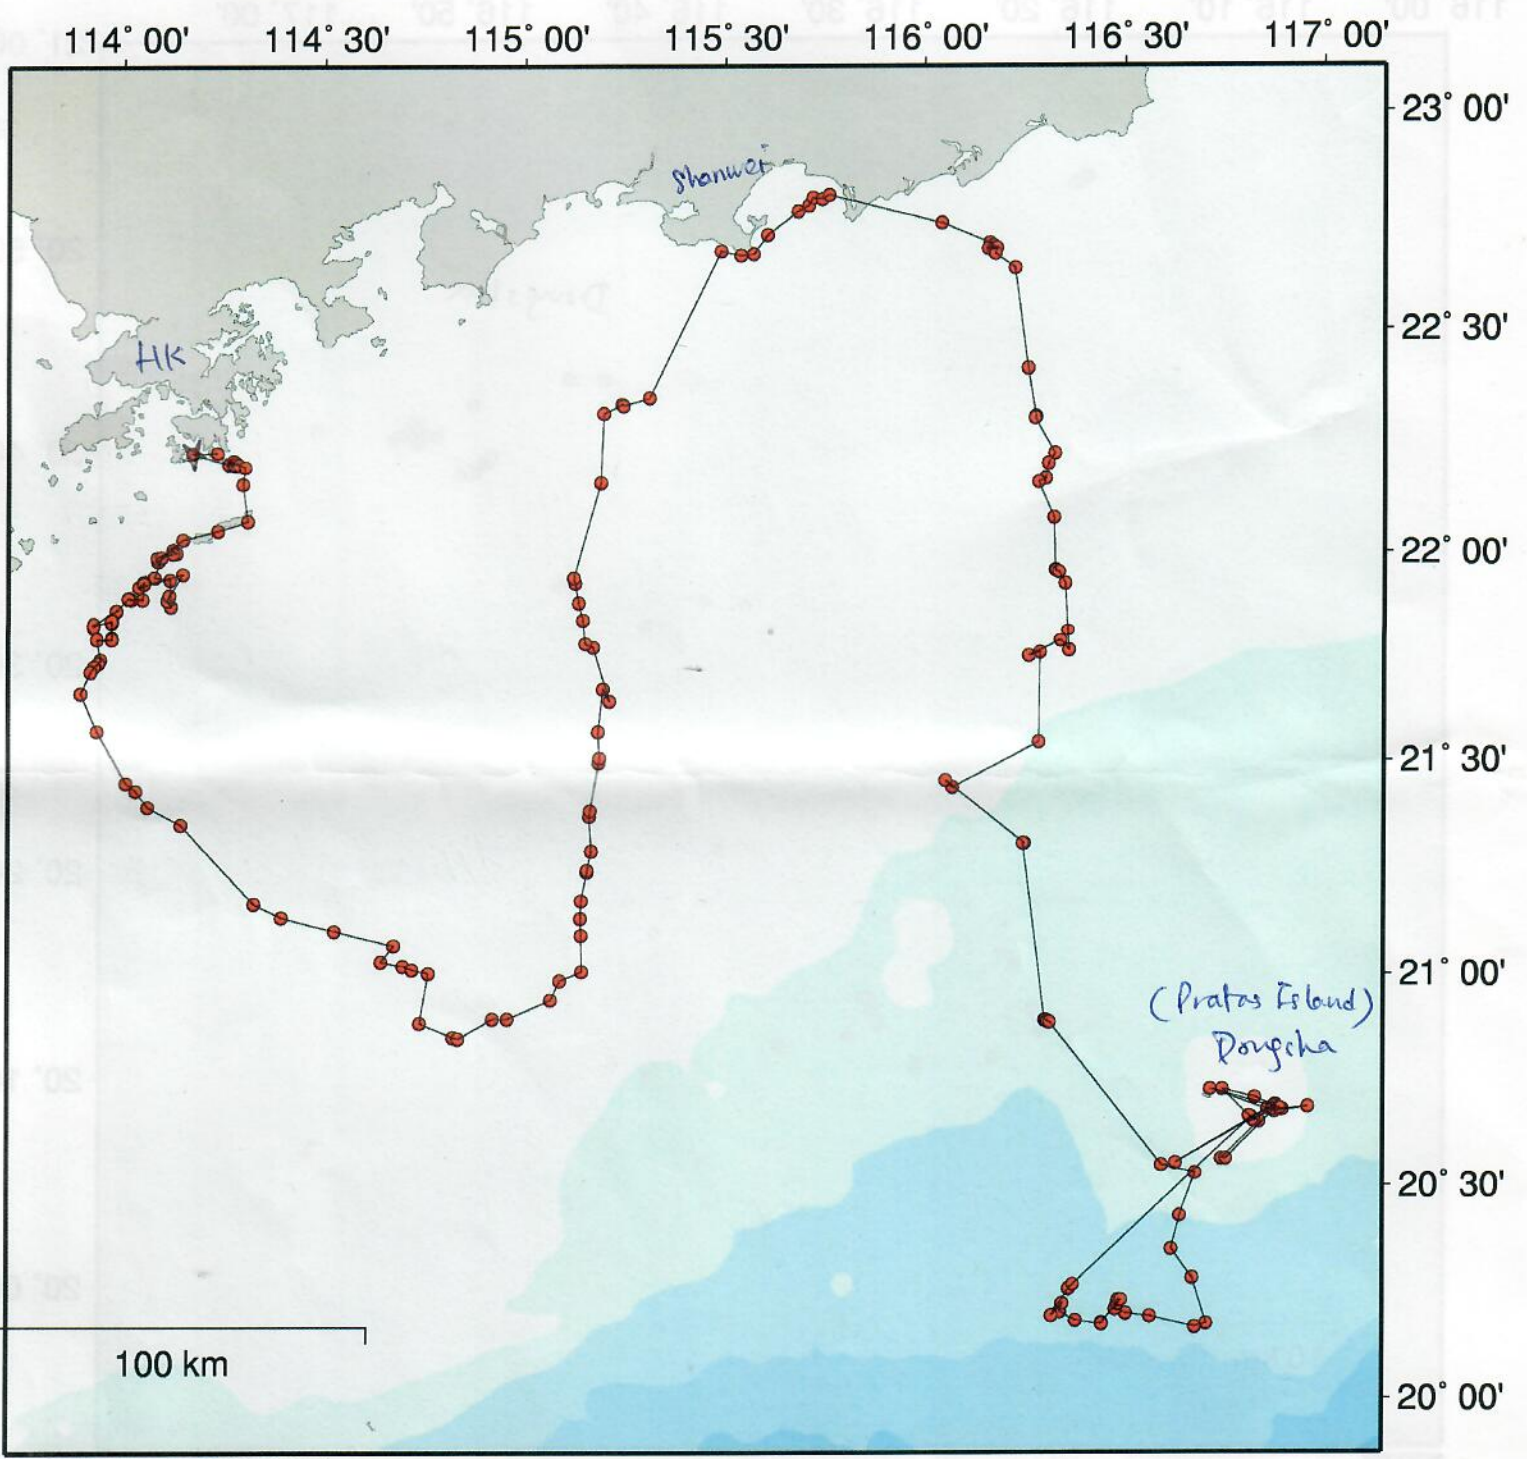 114° 00' 114° 30' 115° 00' 115° 30' 116° 00' 116° 30' 117° 00'
23° 00'
Shanwei
22° 30'
HK
22° 00'
21° 30'
21° 00'
(Pratas Island)
Dongsha
20° 30'
100 km
20° 00'